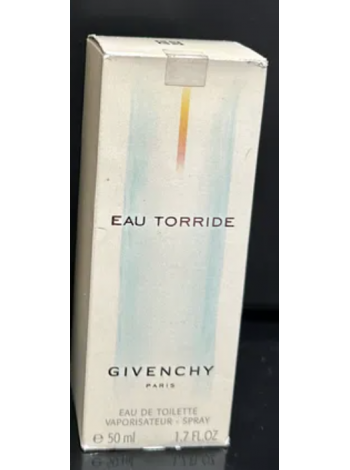 EAU TORRIDE
GIVENCHY
PARIS
EAU DE TOILETTE
VAPORISATEUR - SPRAY
℮ 50 ml 1.7 FL.OZ